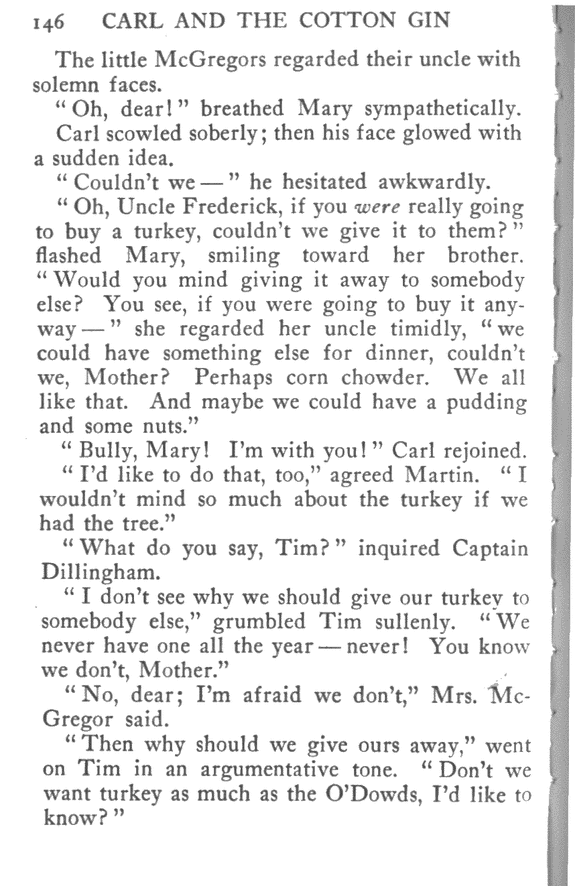 146 CARL AND THE COTTON GIN
The little McGregors regarded their uncle with
solemn faces.
“Oh, dear!” breathed Mary sympathetically.
Carl scowled soberly; then his face glowed with
a sudden idea.
“Couldn’t we — ” he hesitated awkwardly.
“Oh, Uncle Frederick, if you were really going
to buy a turkey, couldn’t we give it to them?”
flashed Mary, smiling toward her brother.
“Would you mind giving it away to somebody
else? You see, if you were going to buy it any-
way — ” she regarded her uncle timidly, “we
could have something else for dinner, couldn’t
we, Mother? Perhaps corn chowder. We all
like that. And maybe we could have a pudding
and some nuts.”
“Bully, Mary! I’m with you!” Carl rejoined.
“I’d like to do that, too,” agreed Martin. “I
wouldn’t mind so much about the turkey if we
had the tree.”
“What do you say, Tim?” inquired Captain
Dillingham.
“I don’t see why we should give our turkey to
somebody else,” grumbled Tim sullenly. “We
never have one all the year — never! You know
we don’t, Mother.”
“No, dear; I’m afraid we don’t,” Mrs. Mc-
Gregor said.
“Then why should we give ours away,” went
on Tim in an argumentative tone. “Don’t we
want turkey as much as the O’Dowds, I’d like to
know?”